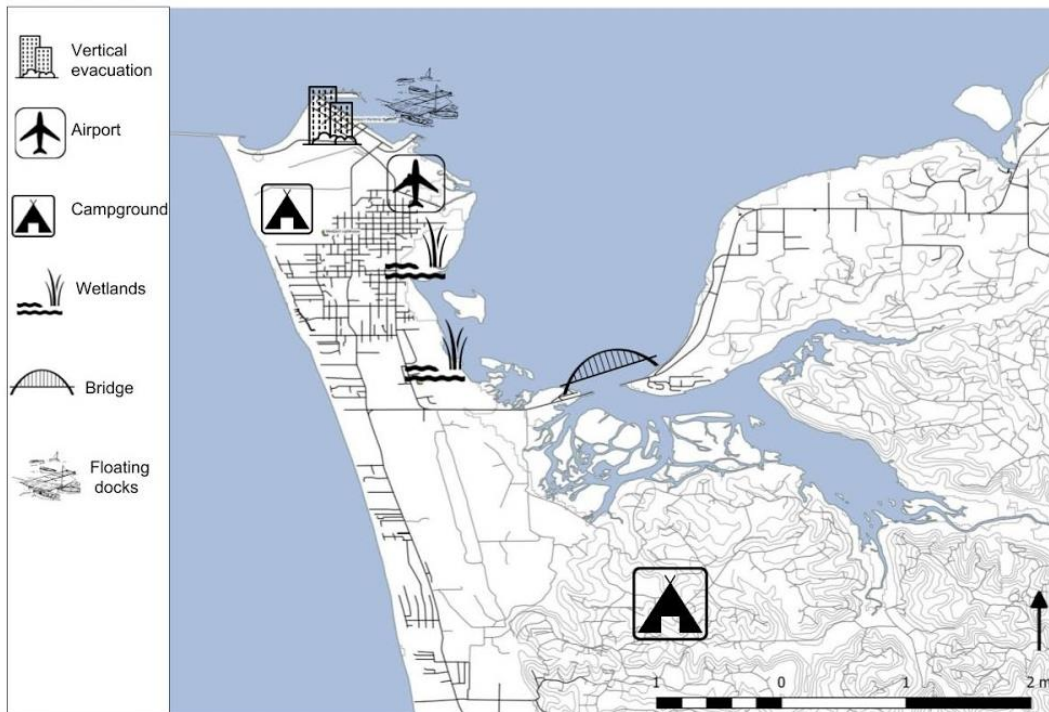 Vertical
evacuation
Airport
Campground
Wetlands
Bridge
Floating
docks
1 0 1 2 m